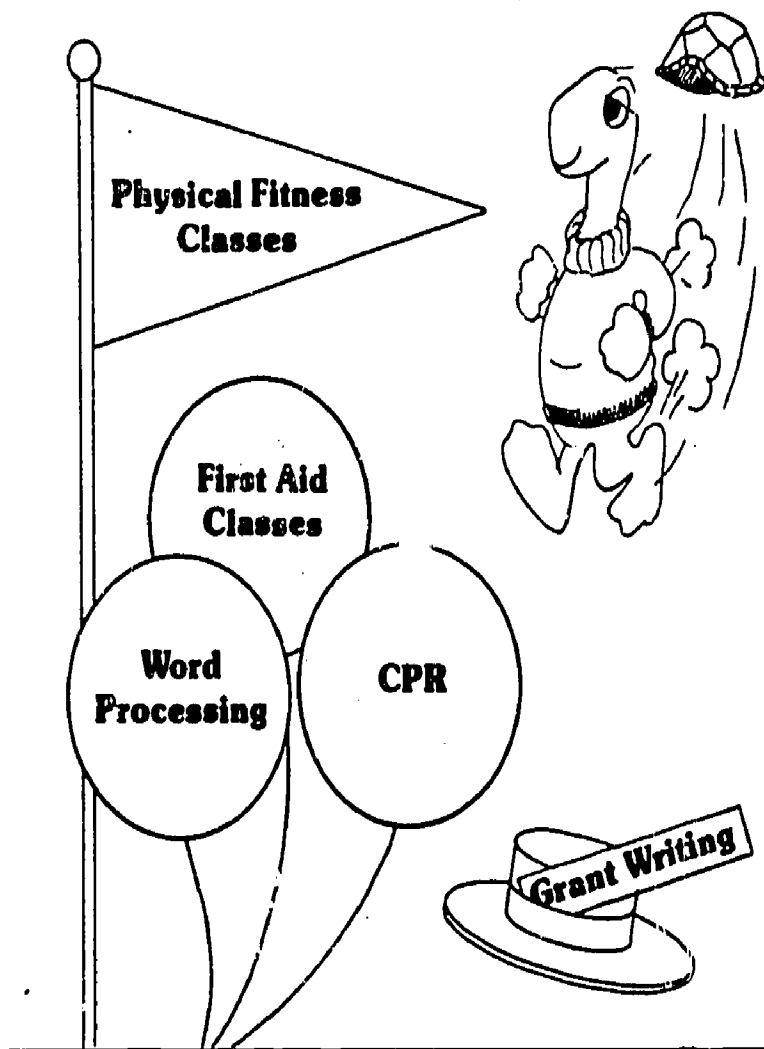 Physical Fitness
Classes
First Aid
Classes
Word
Processing
CPR
Grant Writing